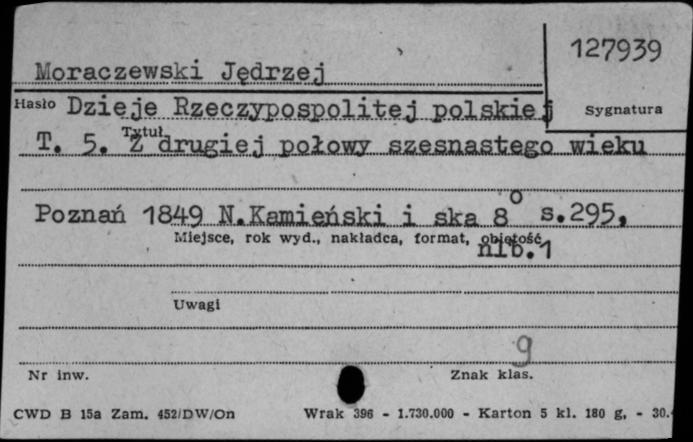 127939
Moraczewski Jędrzej
Hasło Dzieje Rzeczypospolitej polskiej
Sygnatura
Tytuł
T. 5. Z drugiej połowy szesnastego wieku
Poznań 1849 N.Kamieński i ska 8° s.295,
Miejsce, rok wyd., nakładca, format, objętość
nlb.1
Uwagi
9
Nr inw. Znak klas.
CWD B 15a Zam. 452/DW/On Wrak 396 - 1.730.000 - Karton 5 kl. 180 g, - 30.